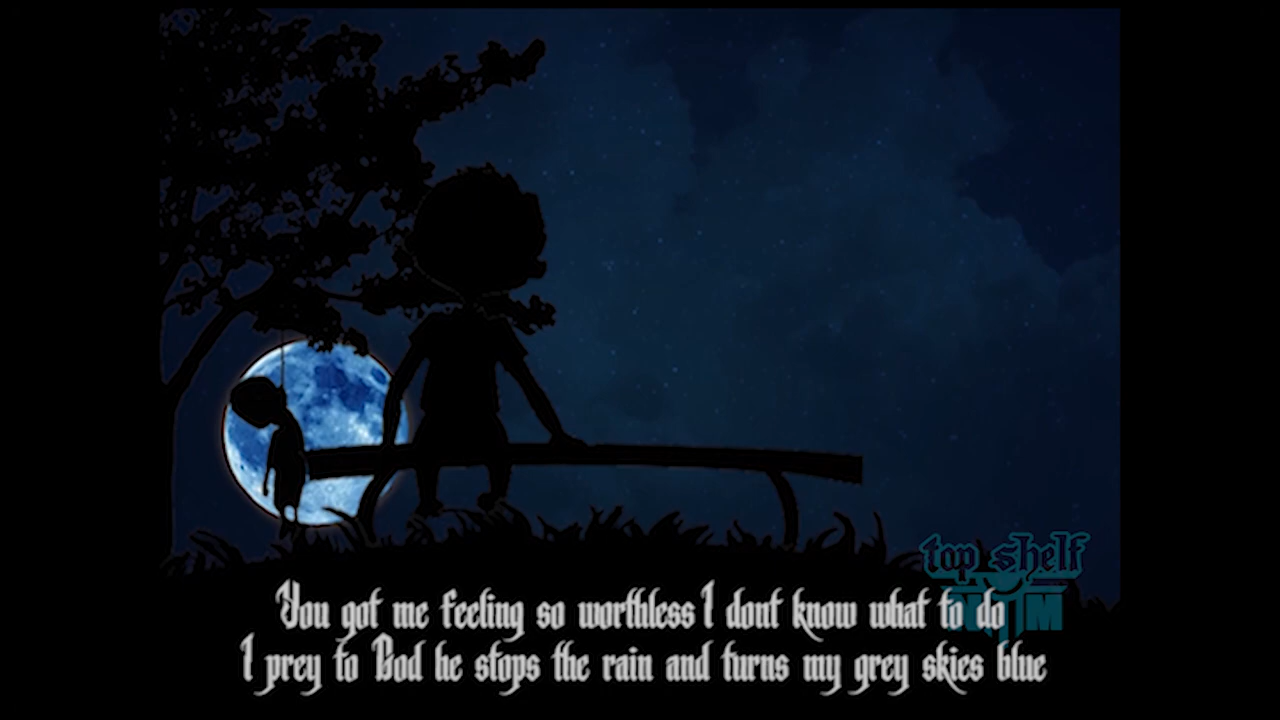 top shelf
You got me feeling so worthless I dont know what to do
I prey to God he stops the rain and turns my grey skies blue